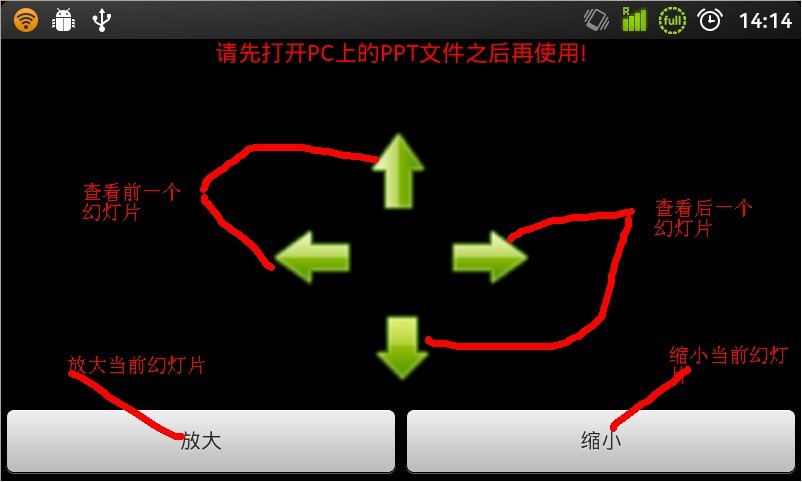 R
full
14:14
请先打开PC上的PPT文件之后再使用!
查看前一个
幻灯片
查看后一个
幻灯片
放大当前幻灯片
缩小当前幻灯
片
放大
缩小